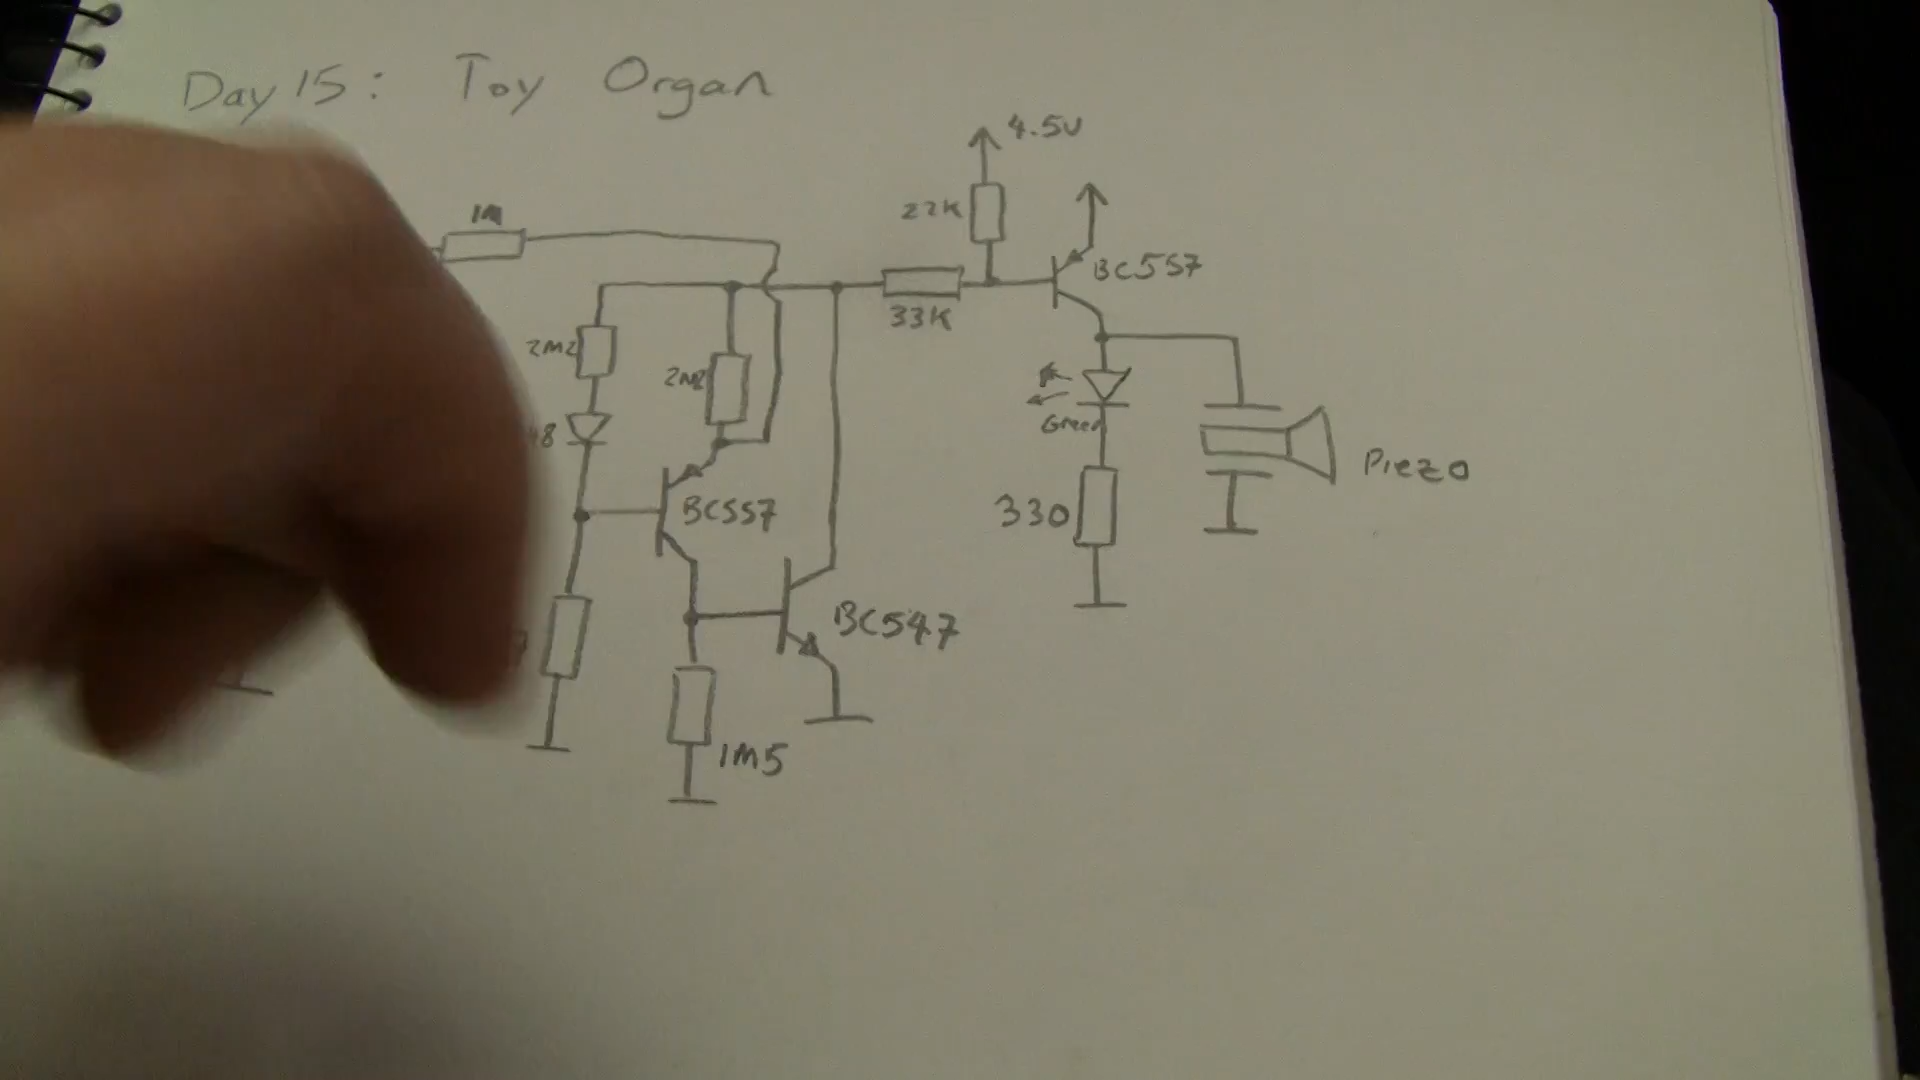 Day 15: Toy Organ
4.5V
1M
22K
BC557
33K
2M2
2M2
Green
Piezo
BC557
330
BC547
1M5